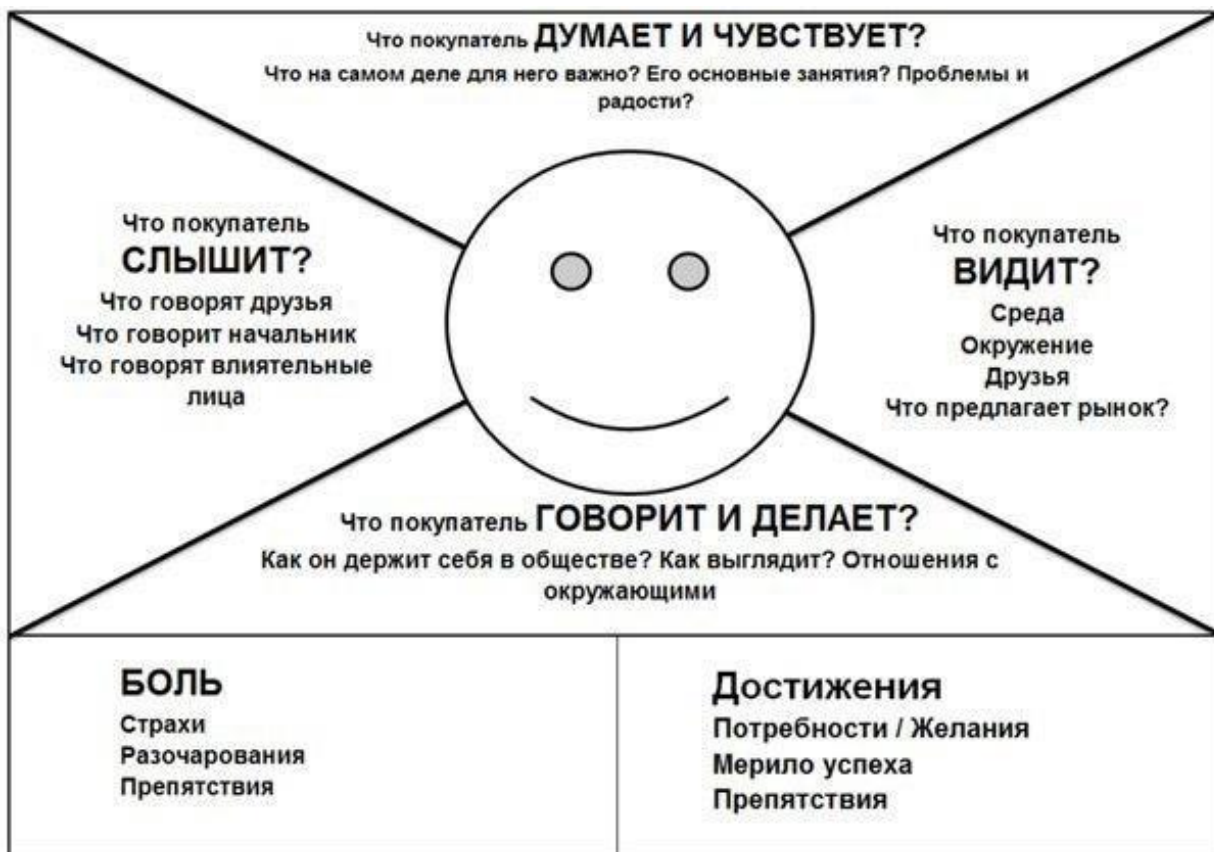 Что покупатель ДУМАЕТ И ЧУВСТВУЕТ?
Что на самом деле для него важно? Его основные занятия? Проблемы и
радости?
Что покупатель
СЛЫШИТ?
Что говорят друзья
Что говорит начальник
Что говорят влиятельные
лица
Что покупатель
ВИДИТ?
Среда
Окружение
Друзья
Что предлагает рынок?
Что покупатель ГОВОРИТ И ДЕЛАЕТ?
Как он держит себя в обществе? Как выглядит? Отношения с
окружающими
БОЛЬ
Страхи
Разочарования
Препятствия
Достижения
Потребности / Желания
Мерило успеха
Препятствия